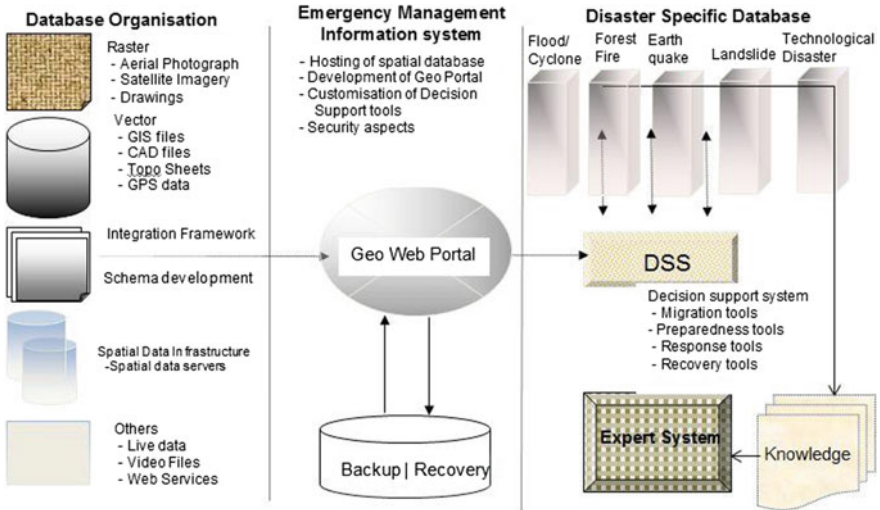 Database Organisation
Raster
- Aerial Photograph
- Satellite Imagery
- Drawings
Vector
- GIS files
- CAD files
- Topo Sheets
- GPS data
Integration Framework
Schema development
Spatial Data Infrastructure
-Spatial data servers
Others
- Live data
- Video Files
- Web Services
Emergency Management
Information system
- Hosting of spatial database
- Development of Geo Portal
- Customisation of Decision
Support tools
- Security aspects
Geo Web Portal
Backup | Recovery
Disaster Specific Database
Flood/
Cyclone
Forest
Fire
Earth
quake
Landslide
Technological
Disaster
DSS
Decision support system
- Migration tools
- Preparedness tools
- Response tools
- Recovery tools
Expert System
Knowledge